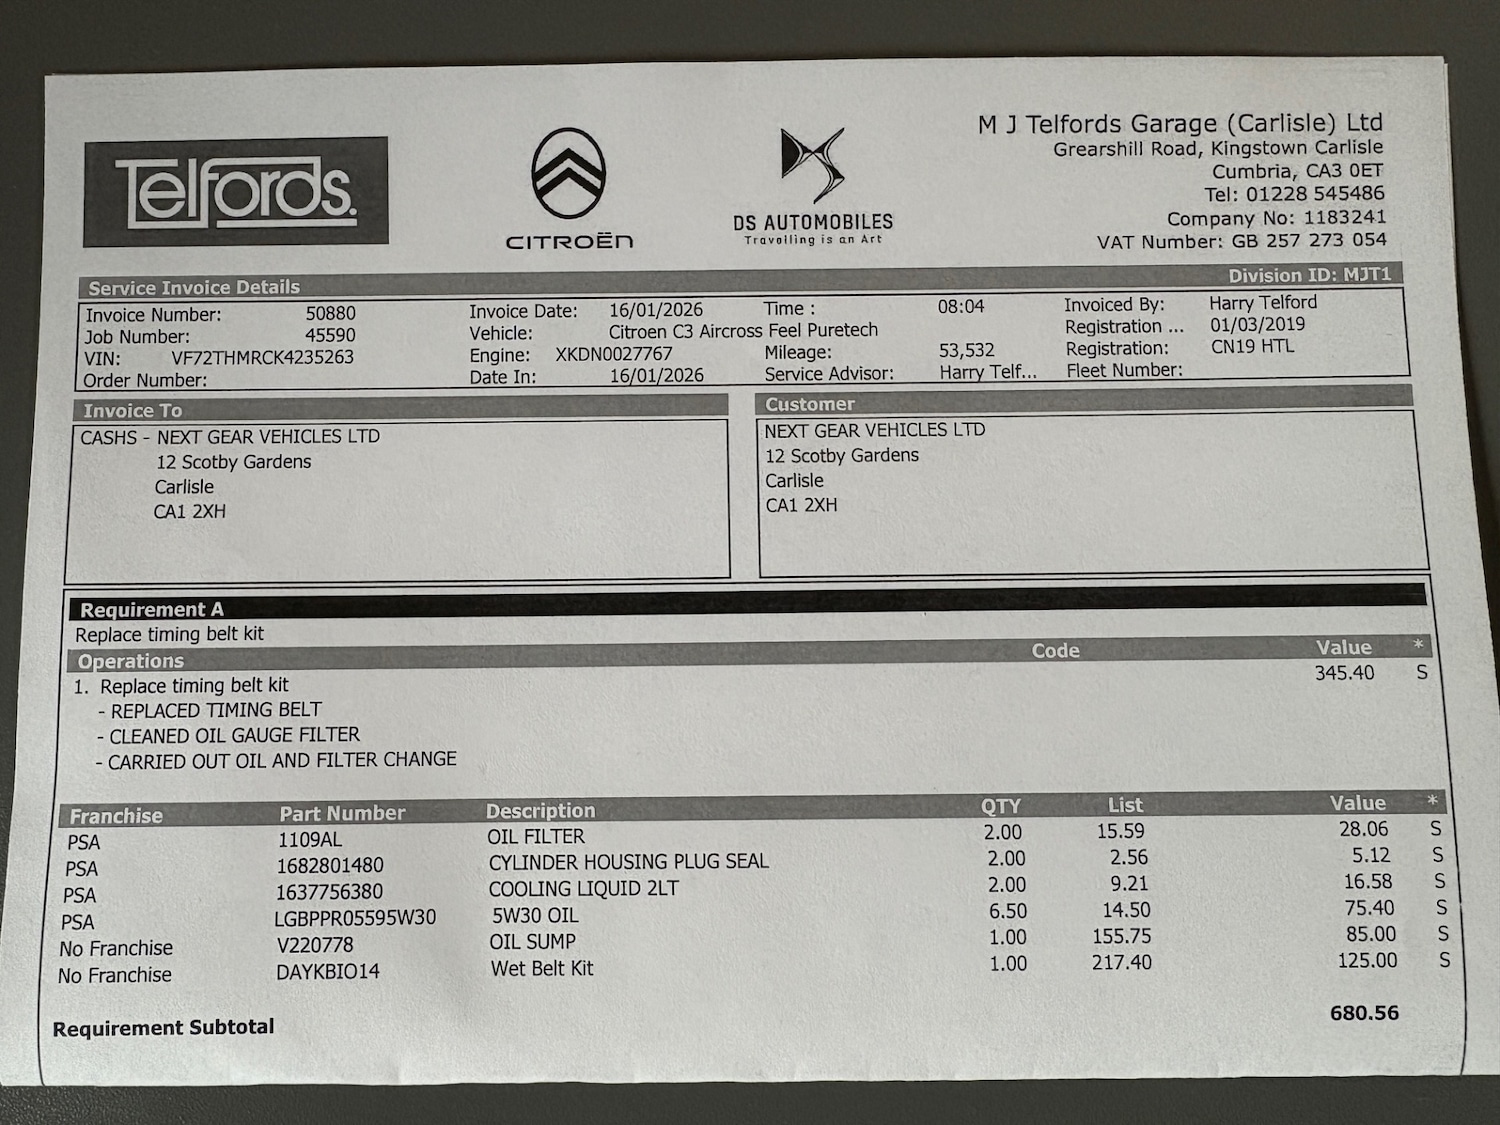 Telfords.
CITROËN
DS AUTOMOBILES
Travelling is an Art
M J Telfords Garage (Carlisle) Ltd
Grearshill Road, Kingstown Carlisle
Cumbria, CA3 0ET
Tel: 01228 545486
Company No: 1183241
VAT Number: GB 257 273 054
Service Invoice Details Division ID: MJT1
Invoice Number: 50880 Invoice Date: 16/01/2026 Time : 08:04 Invoiced By: Harry Telford
Job Number: 45590 Vehicle: Citroen C3 Aircross Feel Puretech Registration ... 01/03/2019
VIN: VF72THMRCK4235263 Engine: XKDN0027767 Mileage: 53,532 Registration: CN19 HTL
Order Number: Date In: 16/01/2026 Service Advisor: Harry Telf... Fleet Number:
Invoice To
CASHS - NEXT GEAR VEHICLES LTD
12 Scotby Gardens
Carlisle
CA1 2XH
Customer
NEXT GEAR VEHICLES LTD
12 Scotby Gardens
Carlisle
CA1 2XH
Requirement A
Replace timing belt kit
Operations Code Value *
1. Replace timing belt kit 345.40 S
- REPLACED TIMING BELT
- CLEANED OIL GAUGE FILTER
- CARRIED OUT OIL AND FILTER CHANGE
Franchise Part Number Description QTY List Value *
PSA 1109AL OIL FILTER 2.00 15.59 28.06 S
PSA 1682801480 CYLINDER HOUSING PLUG SEAL 2.00 2.56 5.12 S
PSA 1637756380 COOLING LIQUID 2LT 2.00 9.21 16.58 S
PSA LGBPPR05595W30 5W30 OIL 6.50 14.50 75.40 S
No Franchise V220778 OIL SUMP 1.00 155.75 85.00 S
No Franchise DAYKBIO14 Wet Belt Kit 1.00 217.40 125.00 S
Requirement Subtotal 680.56